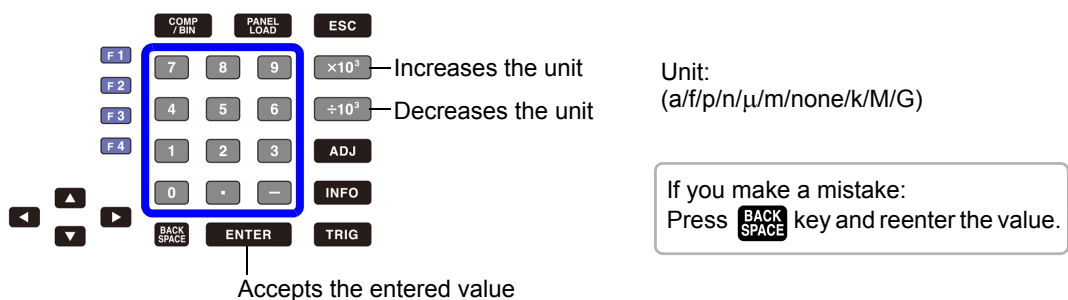 COMP / BIN PANEL LOAD ESC
F 1
7 8 9 ×10³ Increases the unit
F 2
4 5 6 ÷10³ Decreases the unit
F 3
F 4
1 2 3 ADJ
0 . − INFO
BACK SPACE ENTER TRIG
Accepts the entered value
Unit:
(a/f/p/n/μ/m/none/k/M/G)
If you make a mistake:
Press BACK SPACE key and reenter the value.